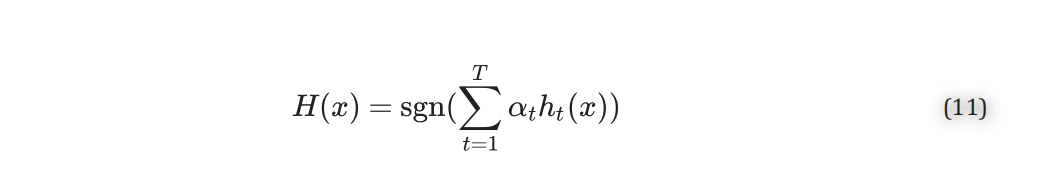 H(x) = sgn(∑_{t=1}^{T} α_t h_t(x)) (11)